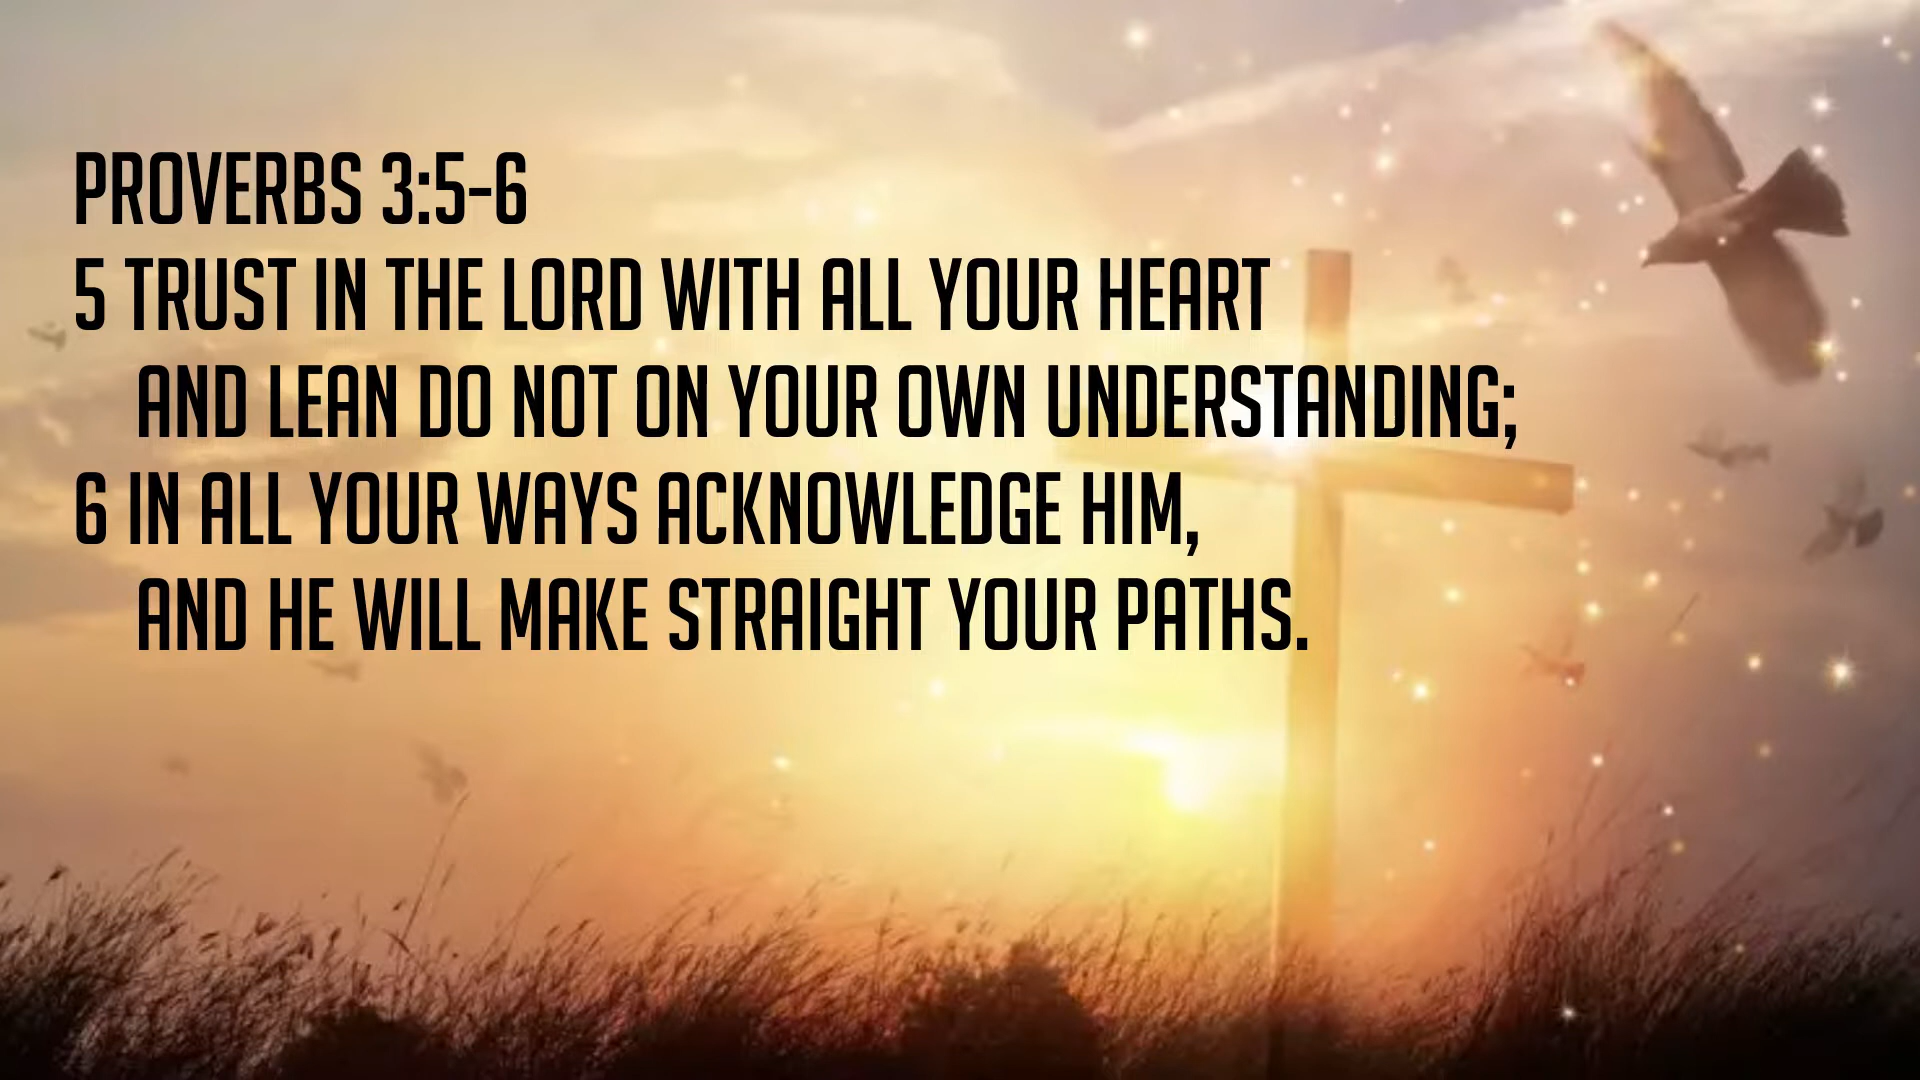 PROVERBS 3:5-6
5 TRUST IN THE LORD WITH ALL YOUR HEART
AND LEAN DO NOT ON YOUR OWN UNDERSTANDING;
6 IN ALL YOUR WAYS ACKNOWLEDGE HIM,
AND HE WILL MAKE STRAIGHT YOUR PATHS.